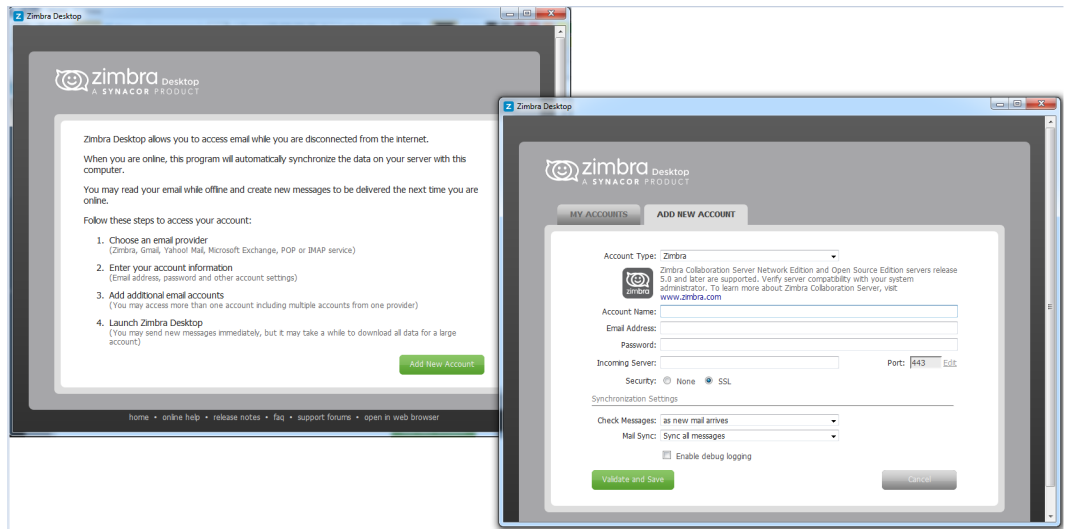 Zimbra Desktop
zimbra Desktop
A SYNACOR PRODUCT
Zimbra Desktop allows you to access email while you are disconnected from the internet.
When you are online, this program will automatically synchronize the data on your server with this
computer.
You may read your email while offline and create new messages to be delivered the next time you are
online.
Follow these steps to access your account:
1. Choose an email provider
(Zimbra, Gmail, Yahoo! Mail, Microsoft Exchange, POP or IMAP service)
2. Enter your account information
(Email address, password and other account settings)
3. Add additional email accounts
(You may access more than one account including multiple accounts from one provider)
4. Launch Zimbra Desktop
(You may send new messages immediately, but it may take a while to download all data for a large
account)
Add New Account
home • online help • release notes • faq • support forums • open in web browser
Zimbra Desktop
zimbra Desktop
A SYNACOR PRODUCT
MY ACCOUNTS ADD NEW ACCOUNT
Account Type: Zimbra
zimbra
Zimbra Collaboration Server Network Edition and Open Source Edition servers release
5.0 and later are supported. Verify server compatibility with your system
administrator. To learn more about Zimbra Collaboration Server, visit
www.zimbra.com
Account Name:
Email Address:
Password:
Incoming Server: Port: 443 Edit
Security: None SSL
Synchronization Settings
Check Messages: as new mail arrives
Mail Sync: Sync all messages
Enable debug logging
Validate and Save Cancel